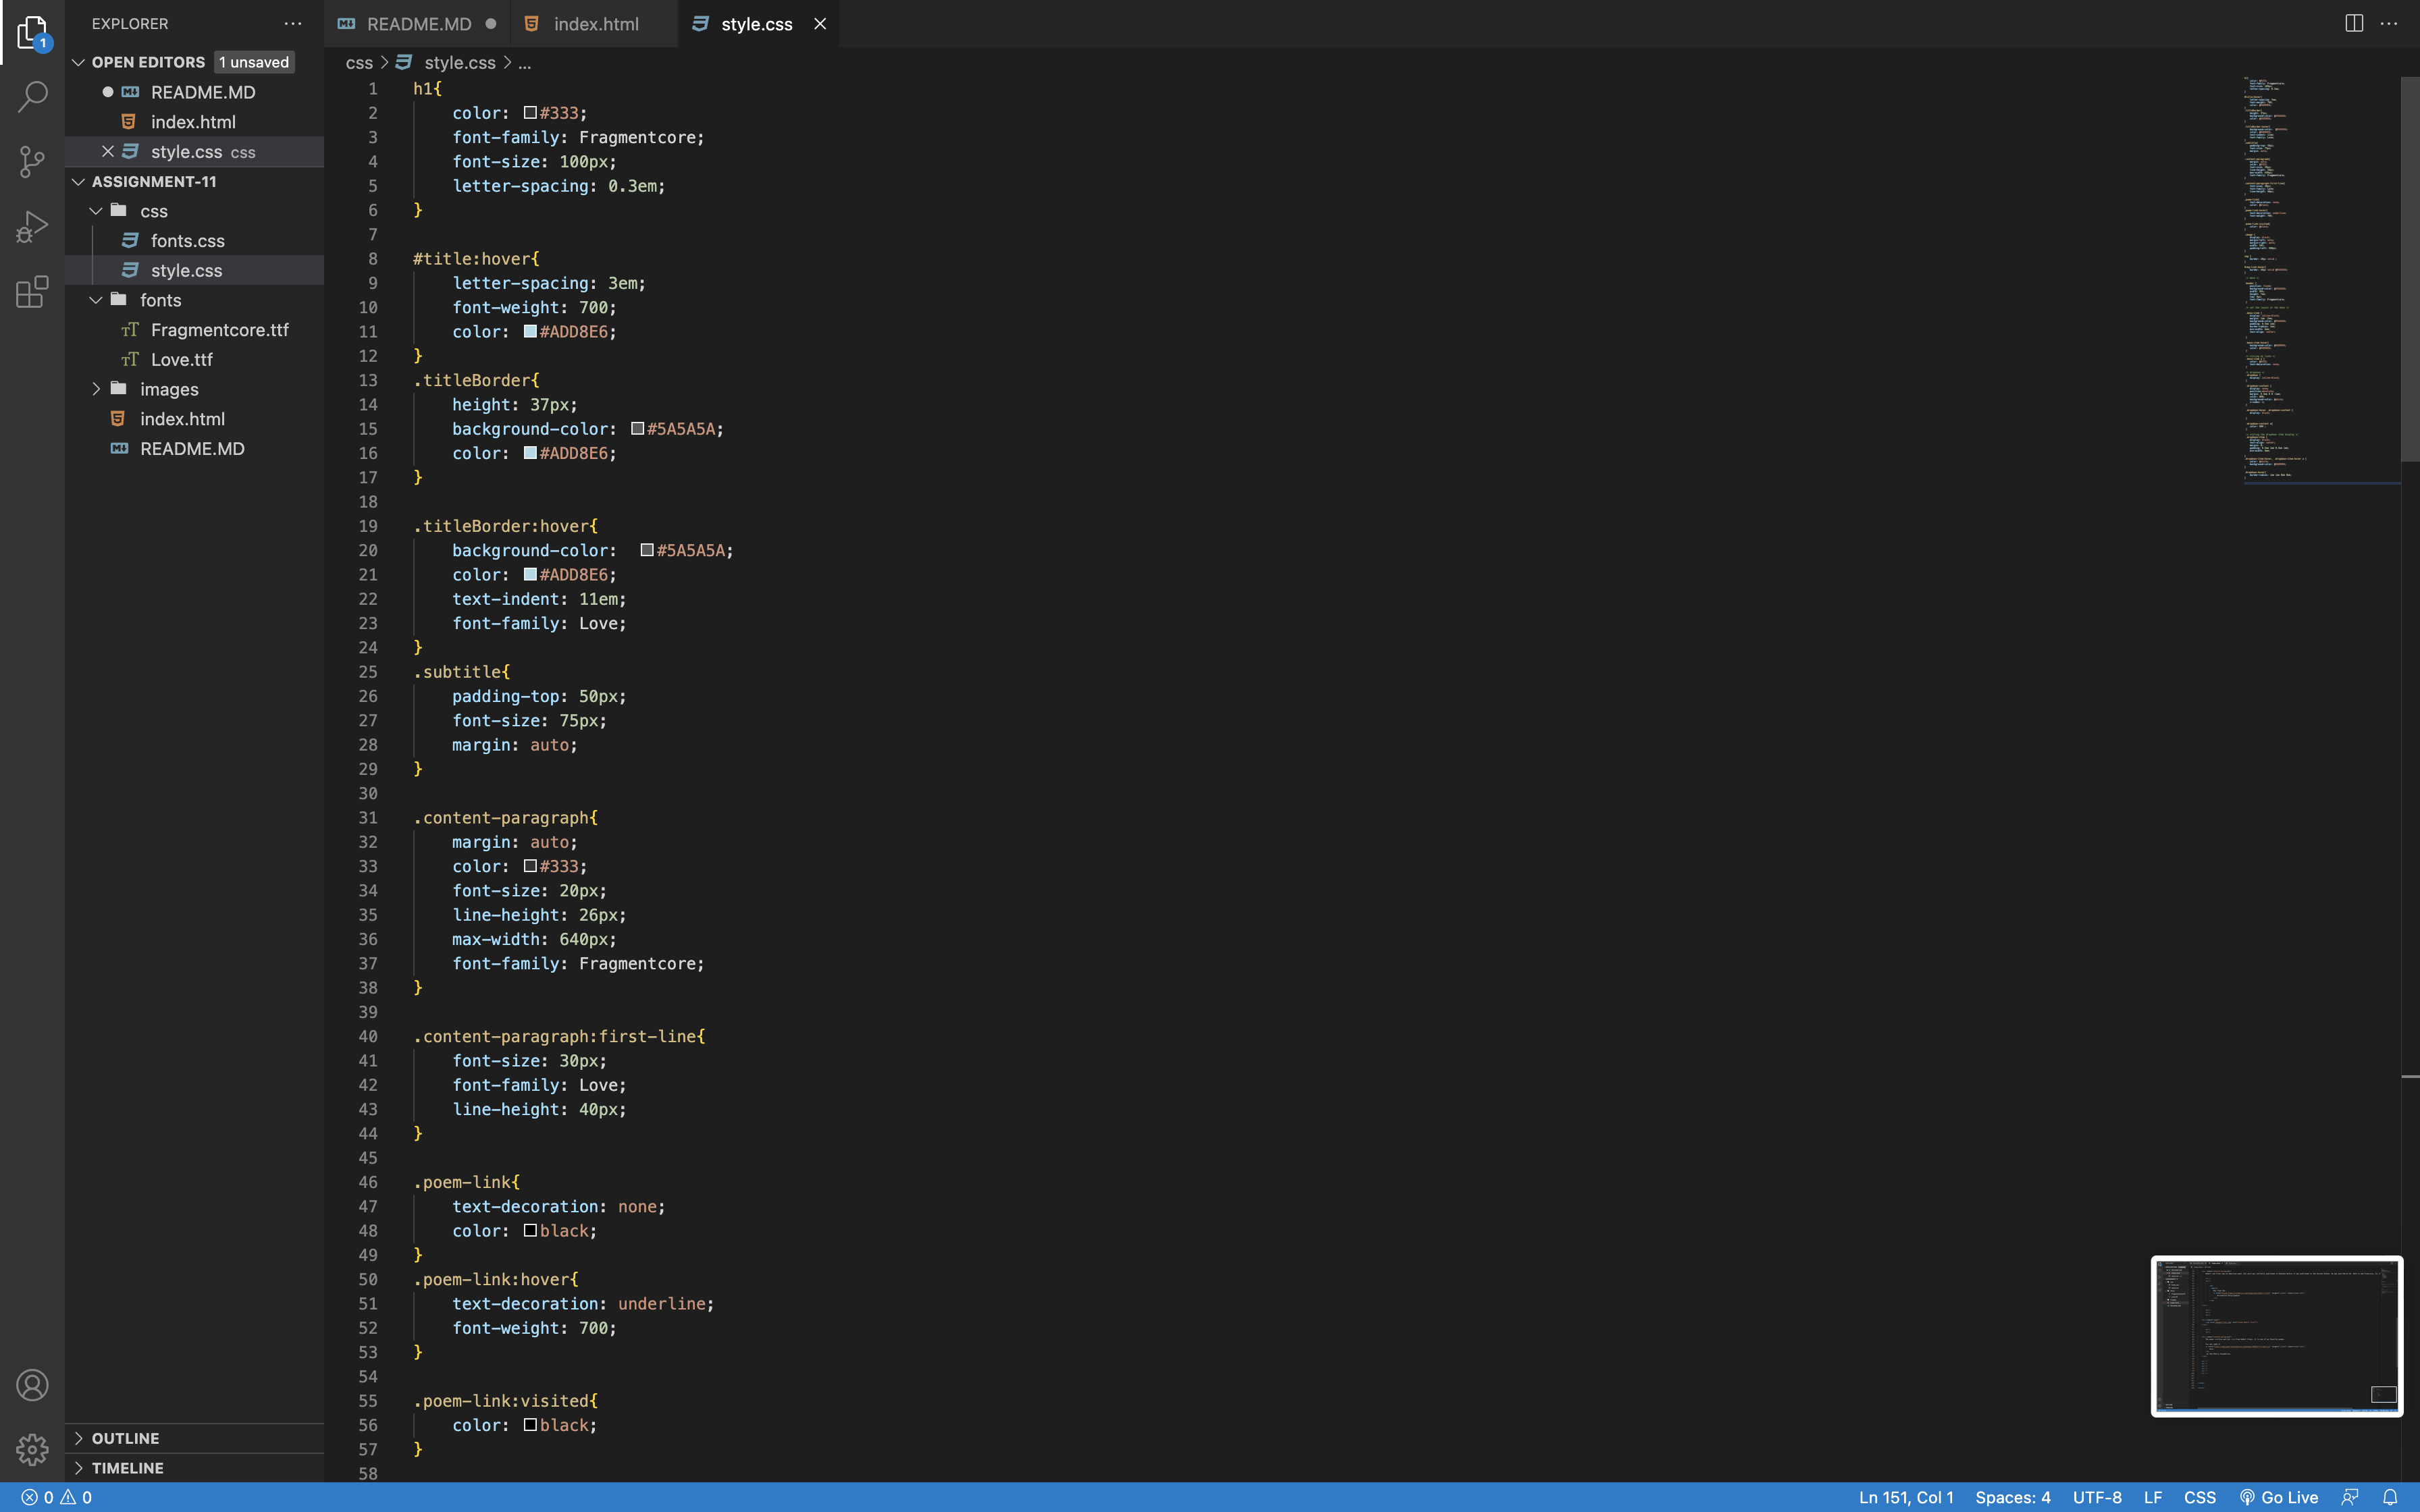 EXPLORER
README.MD
index.html
style.css
OPEN EDITORS 1 unsaved
README.MD
index.html
style.css css
ASSIGNMENT-11
css
fonts.css
style.css
fonts
Fragmentcore.ttf
Love.ttf
images
index.html
README.MD
OUTLINE
TIMELINE
1
css > style.css > ...
1 h1{
2 color: #333;
3 font-family: Fragmentcore;
4 font-size: 100px;
5 letter-spacing: 0.3em;
6 }
7
8 #title:hover{
9 letter-spacing: 3em;
10 font-weight: 700;
11 color: #ADD8E6;
12 }
13 .titleBorder{
14 height: 37px;
15 background-color: #5A5A5A;
16 color: #ADD8E6;
17 }
18
19 .titleBorder:hover{
20 background-color: #5A5A5A;
21 color: #ADD8E6;
22 text-indent: 11em;
23 font-family: Love;
24 }
25 .subtitle{
26 padding-top: 50px;
27 font-size: 75px;
28 margin: auto;
29 }
30
31 .content-paragraph{
32 margin: auto;
33 color: #333;
34 font-size: 20px;
35 line-height: 26px;
36 max-width: 640px;
37 font-family: Fragmentcore;
38 }
39
40 .content-paragraph:first-line{
41 font-size: 30px;
42 font-family: Love;
43 line-height: 40px;
44 }
45
46 .poem-link{
47 text-decoration: none;
48 color: black;
49 }
50 .poem-link:hover{
51 text-decoration: underline;
52 font-weight: 700;
53 }
54
55 .poem-link:visited{
56 color: black;
57 }
58
0 0
Ln 151, Col 1 Spaces: 4 UTF-8 LF CSS Go Live